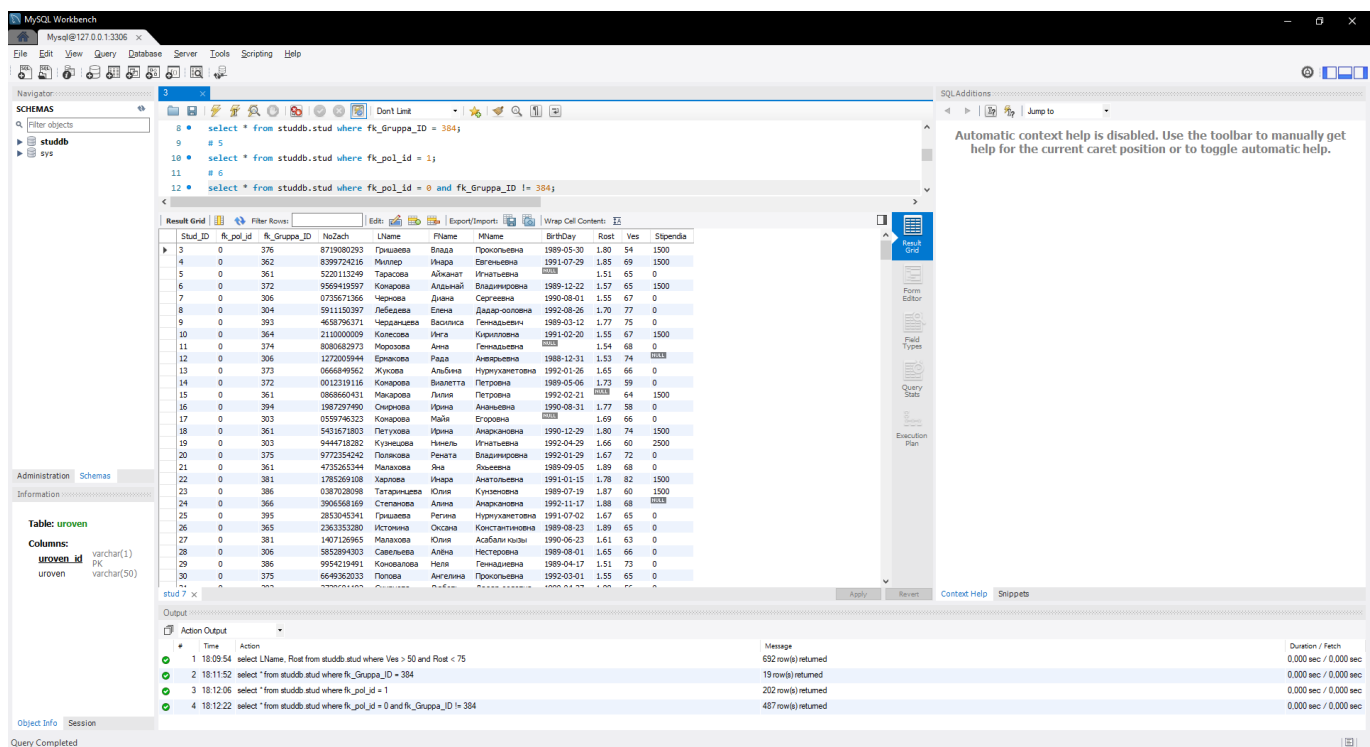 MySQL Workbench
Mysql@127.0.0.1:3306
File Edit View Query Database Server Tools Scripting Help
Navigator
SCHEMAS
Filter objects
studdb
sys
Administration Schemas
Information
Table: uroven
Columns:
uroven_id varchar(1) PK
uroven varchar(50)
Object Info Session
Query Completed
3
Don't Limit
8 select * from studdb.stud where fk_Gruppa_ID = 384;
9 # 5
10 select * from studdb.stud where fk_pol_id = 1;
11 # 6
12 select * from studdb.stud where fk_pol_id = 0 and fk_Gruppa_ID != 384;
Result Grid Filter Rows: Edit: Export/Import: Wrap Cell Content:
Stud_ID fk_pol_id fk_Gruppa_ID NoZach LName FName MName BirthDay Rost Ves Stipendia
3 0 376 8719080293 Гришаева Влада Прокопьевна 1989-05-30 1.80 54 1500
4 0 362 8399724216 Миллер Инара Евгеньевна 1991-07-29 1.85 69 1500
5 0 361 5220113249 Тарасова Айжанат Игнатьевна NULL 1.51 65 0
6 0 372 9569419597 Комарова Алдынай Владимировна 1989-12-22 1.57 65 1500
7 0 306 0735671366 Чернова Диана Сергеевна 1990-08-01 1.55 67 0
8 0 304 5911150397 Лебедева Елена Дадар-ооловна 1992-08-26 1.70 77 0
9 0 393 4658796371 Черданцева Василиса Геннадьевич 1989-03-12 1.77 75 0
10 0 364 2110000009 Колесова Инга Кирилловна 1991-02-20 1.55 67 1500
11 0 374 8080682973 Морозова Анна Геннадьевна NULL 1.54 68 0
12 0 306 1272005944 Ермакова Рада Анвярьевна 1988-12-31 1.53 74 NULL
13 0 373 0666849562 Жукова Альбина Нурмухаметовна 1992-01-26 1.65 66 0
14 0 372 0012319116 Комарова Виалетта Петровна 1989-05-06 1.73 59 0
15 0 361 0868660431 Макарова Лилия Петровна 1992-02-21 NULL 64 1500
16 0 394 1987297490 Смирнова Ирина Ананьевна 1990-08-31 1.77 58 0
17 0 303 0559746323 Комарова Майя Егоровна NULL 1.69 66 0
18 0 361 5431671803 Петухова Ирина Амаркановна 1990-12-29 1.80 74 1500
19 0 303 9444718282 Кузнецова Нинель Игнатьевна 1992-04-29 1.66 60 2500
20 0 375 9772354242 Полякова Рената Владимировна 1992-01-29 1.67 72 0
21 0 361 4735265344 Малахова Яна Яхьеевна 1989-09-05 1.89 68 0
22 0 381 1785269108 Харлова Инара Анатольевна 1991-01-15 1.78 82 1500
23 0 386 0387028098 Татаринцева Юлия Кунзеновна 1989-07-19 1.87 60 1500
24 0 366 3906568169 Степанова Алина Амаркановна 1992-11-17 1.88 68 NULL
25 0 395 2853045341 Гришаева Регина Нурмухаметовна 1991-07-02 1.67 65 0
26 0 365 2363353280 Истомина Оксана Константиновна 1989-08-23 1.89 65 0
27 0 381 1407126965 Малахова Юлия Асабали кызы 1990-06-23 1.61 63 0
28 0 306 5852894303 Савельева Алёна Нестеровна 1989-08-01 1.65 66 0
29 0 386 9954219491 Коновалова Неля Геннадиевна 1989-04-17 1.51 73 0
30 0 375 6649362033 Попова Ангелина Прокопьевна 1992-03-01 1.55 65 0
Result Grid
Form Editor
Field Types
Query Stats
Execution Plan
stud 7 Apply Revert
SQLAdditions
Jump to
Automatic context help is disabled. Use the toolbar to manually get
help for the current caret position or to toggle automatic help.
Context Help Snippets
Output
Action Output
# Time Action Message Duration / Fetch
1 18:09:54 select LName, Rost from studdb.stud where Ves > 50 and Rost < 75 692 row(s) returned 0,000 sec / 0,000 sec
2 18:11:52 select * from studdb.stud where fk_Gruppa_ID = 384 19 row(s) returned 0,000 sec / 0,000 sec
3 18:12:06 select * from studdb.stud where fk_pol_id = 1 202 row(s) returned 0,000 sec / 0,000 sec
4 18:12:22 select * from studdb.stud where fk_pol_id = 0 and fk_Gruppa_ID != 384 487 row(s) returned 0,000 sec / 0,000 sec